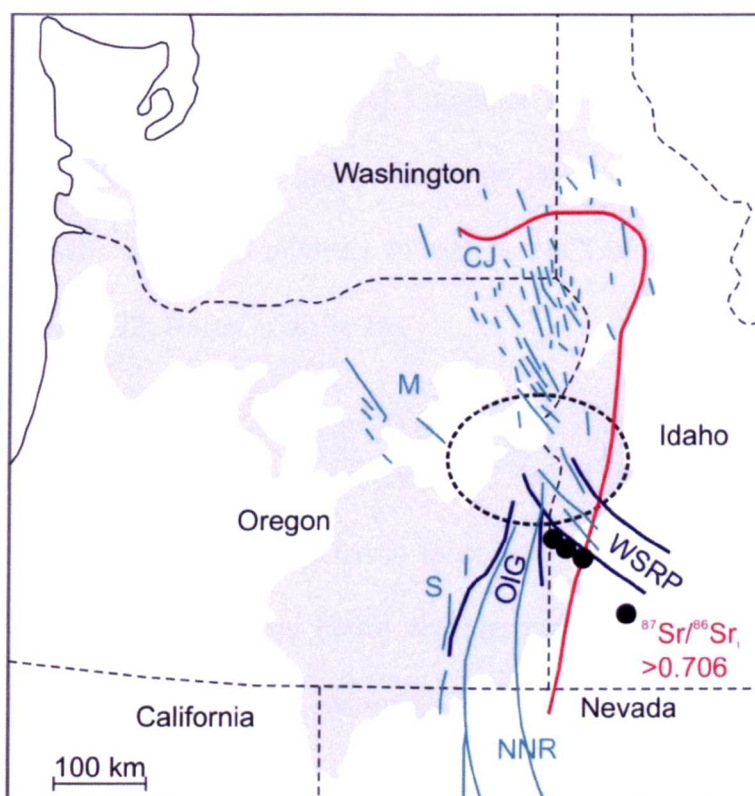 Washington
CJ
M
Idaho
Oregon
WSRP
OIG
S
⁸⁷Sr/⁸⁶Srᵢ
>0.706
California
Nevada
NNR
100 km